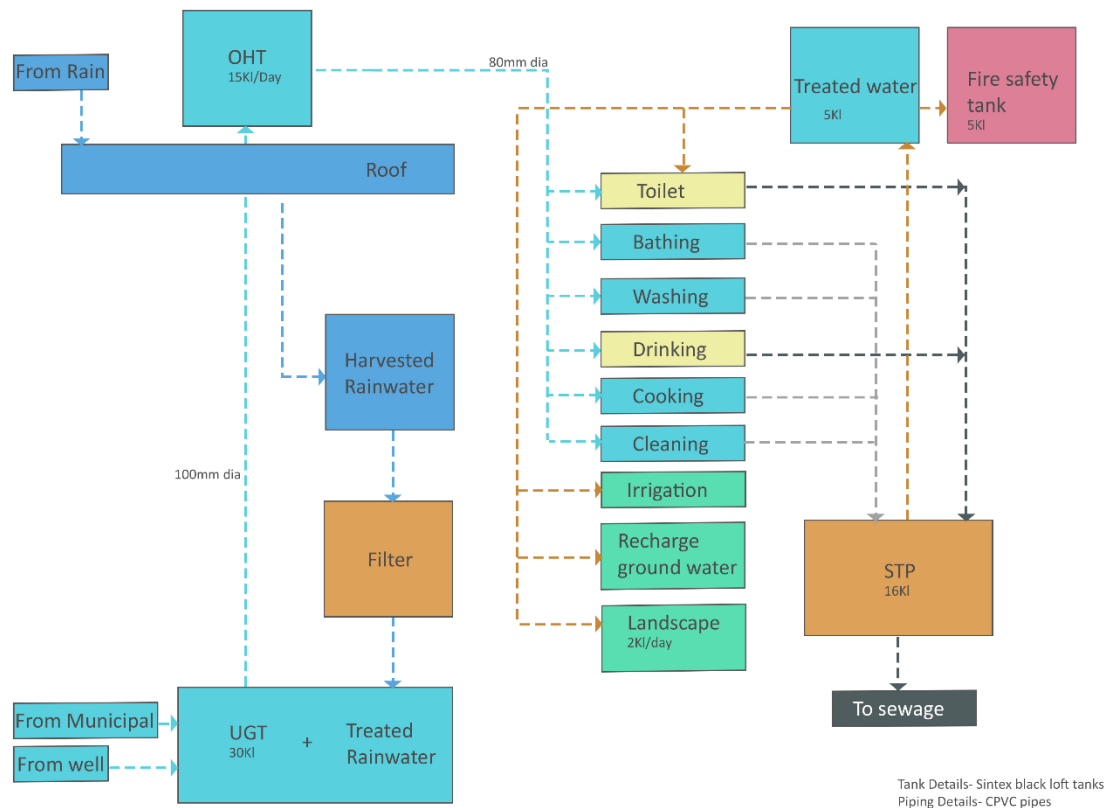 From Rain
OHT
15Kl/Day
80mm dia
Treated water
5Kl
Fire safety
tank
5Kl
Roof
Toilet
Bathing
Washing
Drinking
Cooking
Cleaning
Irrigation
Recharge
ground water
Landscape
2Kl/day
Harvested
Rainwater
100mm dia
Filter
STP
16Kl
To sewage
From Municipal
From well
UGT
30Kl
+
Treated
Rainwater
Tank Details- Sintex black loft tanks
Piping Details- CPVC pipes